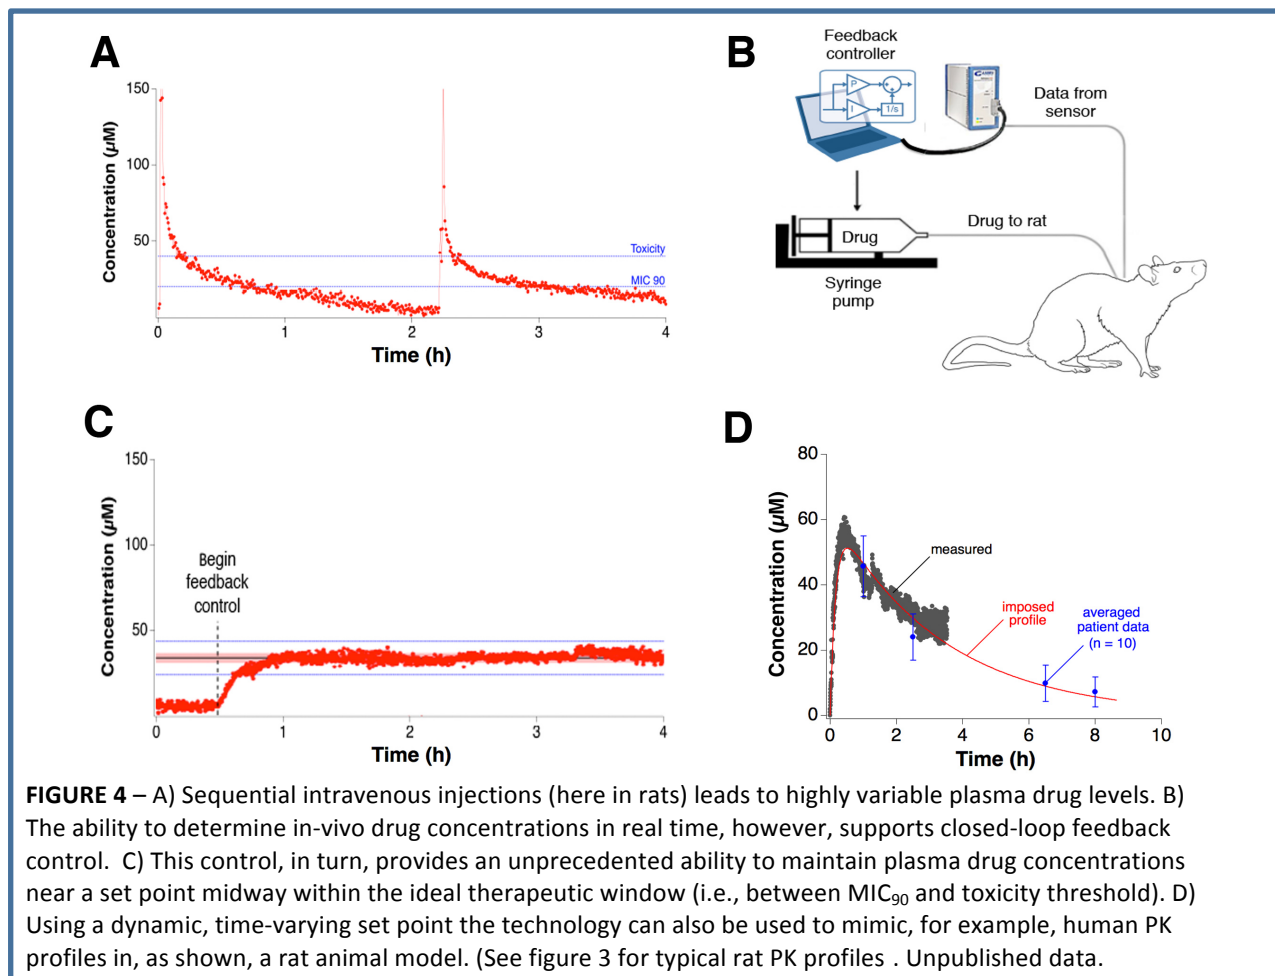 A
150
100
50
Concentration (µM)
Toxicity
MIC 90
0
1
2
3
4
Time (h)
B
Feedback
controller
P
I
1/s
Data from
sensor
Drug to rat
Drug
Syringe
pump
C
150
100
50
Concentration (µM)
Begin
feedback
control
0
1
2
3
4
Time (h)
D
80
60
40
20
0
Concentration (µM)
measured
imposed
profile
averaged
patient data
(n = 10)
0
2
4
6
8
10
Time (h)
FIGURE 4 – A) Sequential intravenous injections (here in rats) leads to highly variable plasma drug levels. B)
The ability to determine in-vivo drug concentrations in real time, however, supports closed-loop feedback
control. C) This control, in turn, provides an unprecedented ability to maintain plasma drug concentrations
near a set point midway within the ideal therapeutic window (i.e., between MIC90 and toxicity threshold). D)
Using a dynamic, time-varying set point the technology can also be used to mimic, for example, human PK
profiles in, as shown, a rat animal model. (See figure 3 for typical rat PK profiles . Unpublished data.